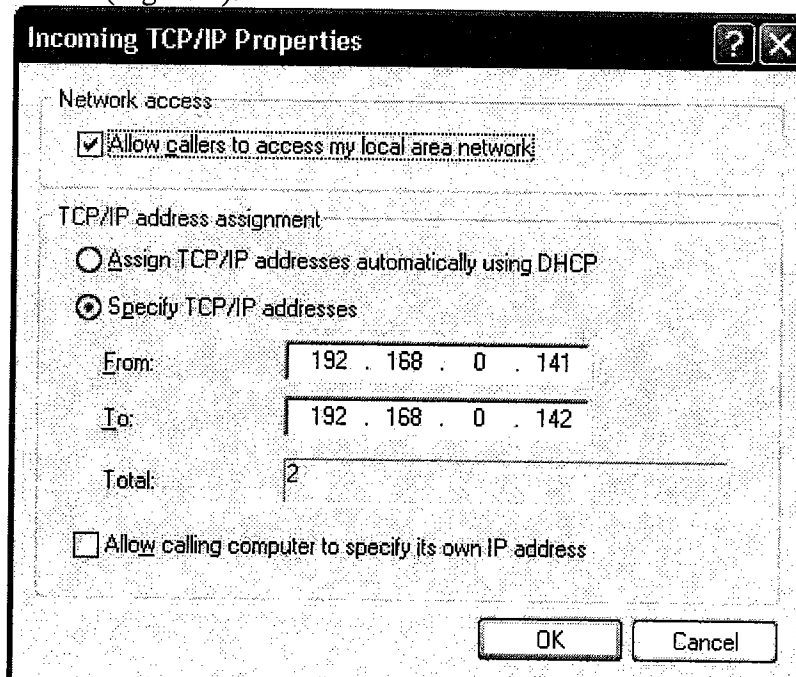 Incoming TCP/IP Properties
Network access
Allow callers to access my local area network
TCP/IP address assignment
Assign TCP/IP addresses automatically using DHCP
Specify TCP/IP addresses
From: 192 . 168 . 0 . 141
To: 192 . 168 . 0 . 142
Total: 2
Allow calling computer to specify its own IP address
OK Cancel